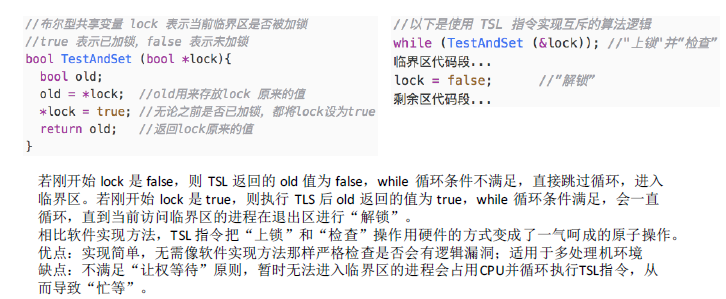 //布尔型共享变量 lock 表示当前临界区是否被加锁
//true 表示已加锁，false 表示未加锁
bool TestAndSet (bool *lock){
bool old;
old = *lock; //old用来存放lock 原来的值
*lock = true; //无论之前是否已加锁，都将lock设为true
return old; //返回lock原来的值
}
//以下是使用 TSL 指令实现互斥的算法逻辑
while (TestAndSet (&lock)); //"上锁"并"检查"
临界区代码段...
lock = false; //"解锁"
剩余区代码段...
若刚开始 lock 是 false，则 TSL 返回的 old 值为 false，while 循环条件不满足，直接跳过循环，进入
临界区。若刚开始 lock 是 true，则执行 TLS 后 old 返回的值为 true，while 循环条件满足，会一直
循环，直到当前访问临界区的进程在退出区进行“解锁”。
相比软件实现方法，TSL 指令把“上锁”和“检查”操作用硬件的方式变成了一气呵成的原子操作。
优点：实现简单，无需像软件实现方法那样严格检查是否会有逻辑漏洞；适用于多处理机环境
缺点：不满足“让权等待”原则，暂时无法进入临界区的进程会占用CPU并循环执行TSL指令，从
而导致“忙等”。